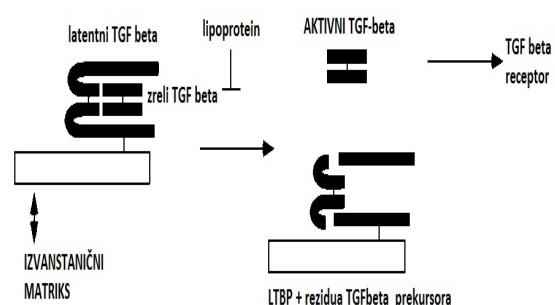 latentni TGF beta
lipoprotein
AKTIVNI TGF-beta
TGF beta
receptor
zreli TGF beta
IZVANSTANIČNI
MATRIKS
LTBP + rezidua TGFbeta prekursora